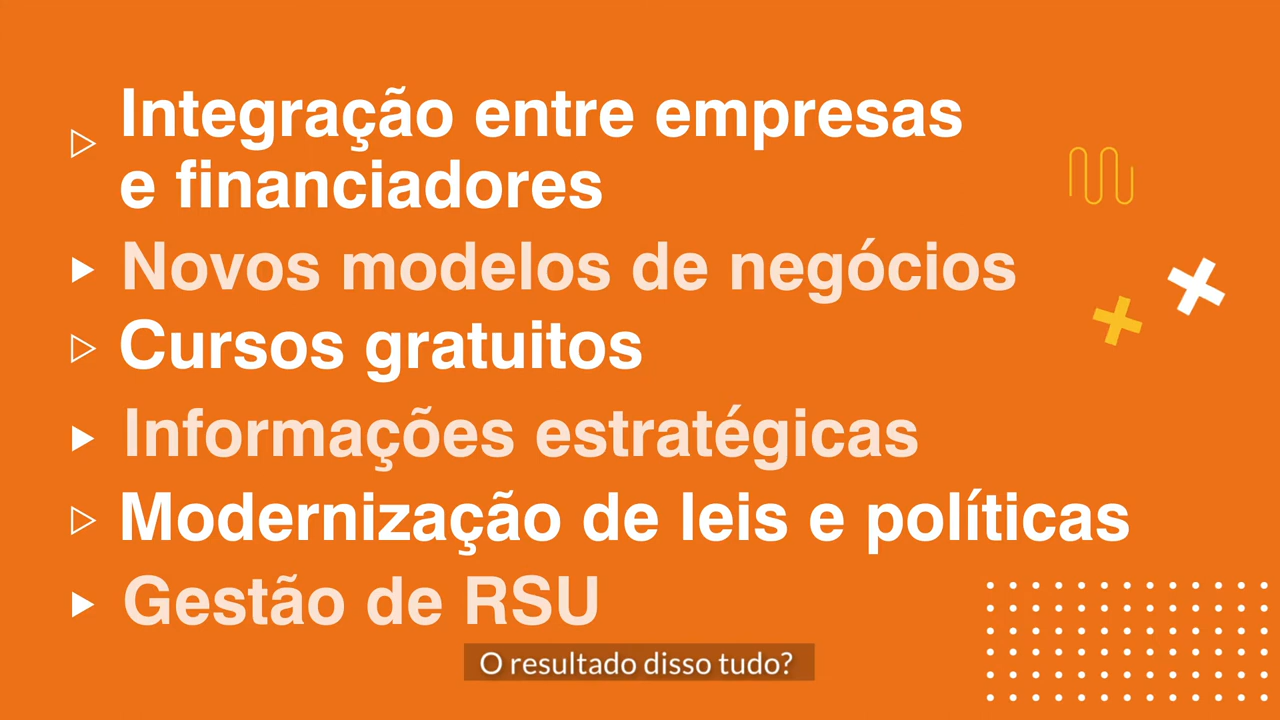 Integração entre empresas
e financiadores
Novos modelos de negócios
Cursos gratuitos
Informações estratégicas
Modernização de leis e políticas
Gestão de RSU
O resultado disso tudo?